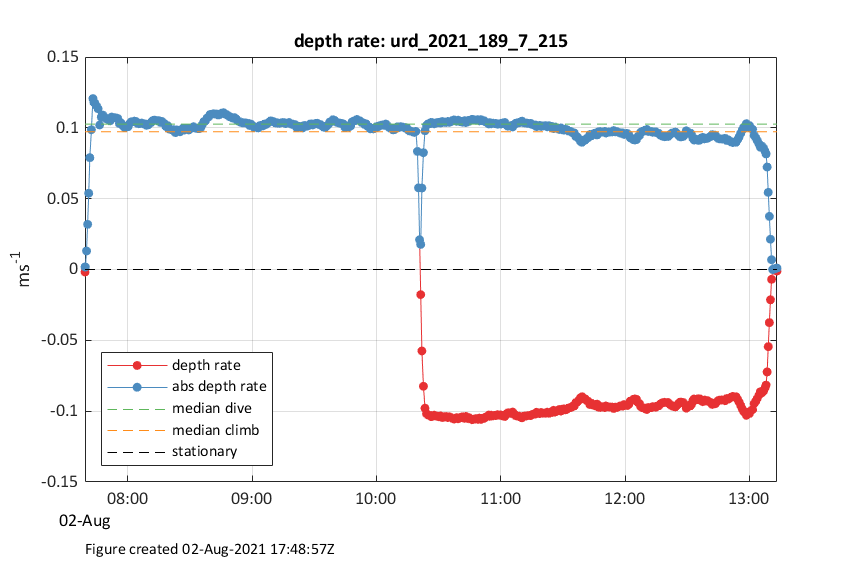 depth rate: urd_2021_189_7_215
0.15
0.1
0.05
0
-0.05
-0.1
-0.15
ms-1
depth rate
abs depth rate
median dive
median climb
stationary
08:00 09:00 10:00 11:00 12:00 13:00
02-Aug
Figure created 02-Aug-2021 17:48:57Z